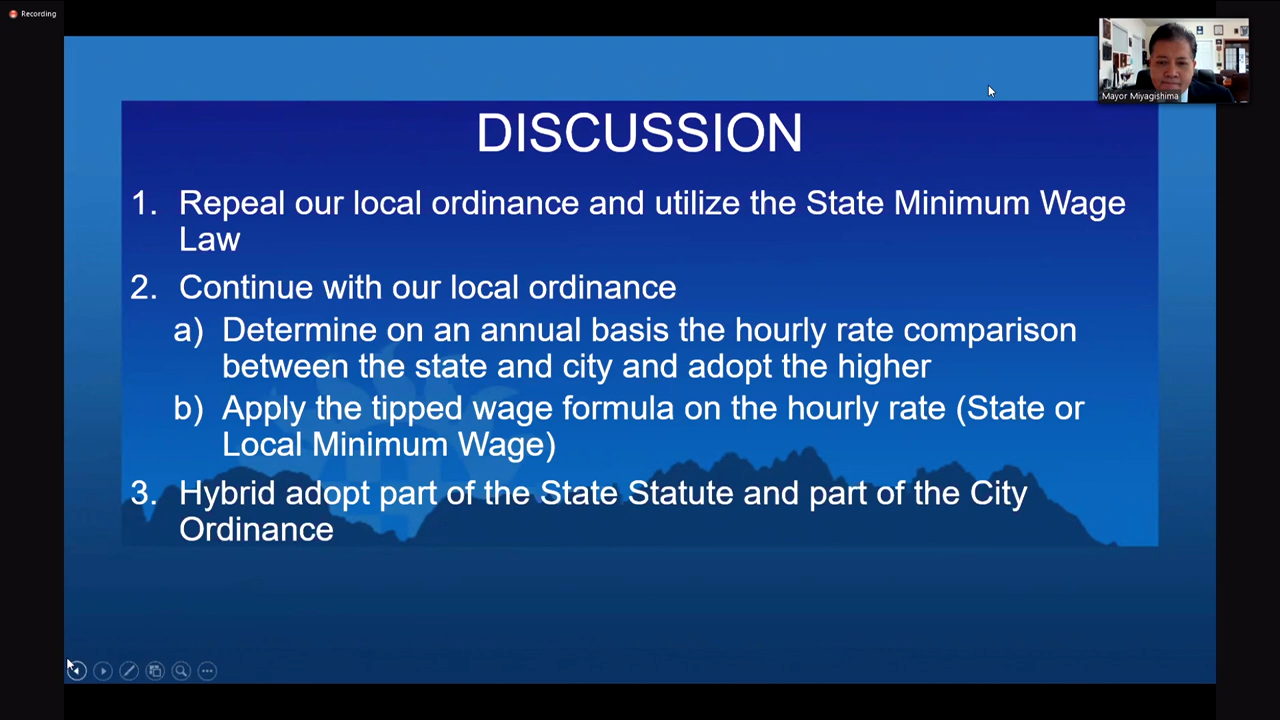 Recording
Mayor Miyagishima
DISCUSSION
1. Repeal our local ordinance and utilize the State Minimum Wage
Law
2. Continue with our local ordinance
a) Determine on an annual basis the hourly rate comparison
between the state and city and adopt the higher
b) Apply the tipped wage formula on the hourly rate (State or
Local Minimum Wage)
3. Hybrid adopt part of the State Statute and part of the City
Ordinance